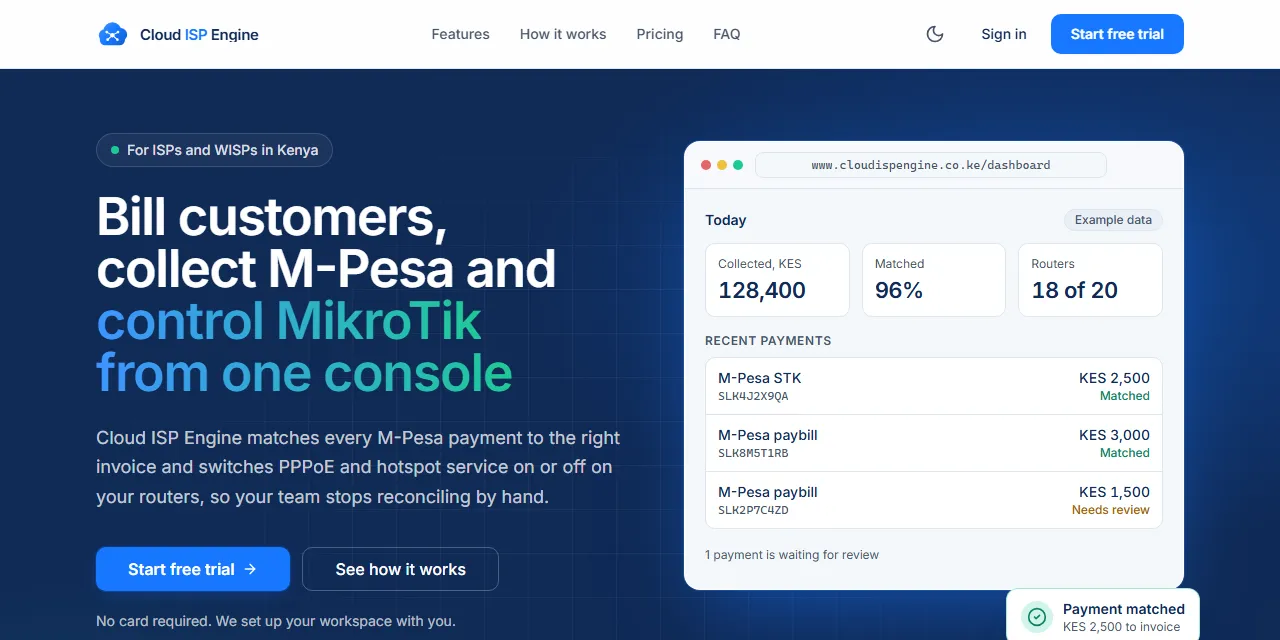 Cloud ISP Engine
Features
How it works
Pricing
FAQ
Sign in
Start free trial
For ISPs and WISPs in Kenya
Bill customers,
collect M-Pesa and
control MikroTik
from one console
Cloud ISP Engine matches every M-Pesa payment to the right
invoice and switches PPPoE and hotspot service on or off on
your routers, so your team stops reconciling by hand.
Start free trial →
See how it works
No card required. We set up your workspace with you.
www.cloudispengine.co.ke/dashboard
Today
Example data
Collected, KES
128,400
Matched
96%
Routers
18 of 20
RECENT PAYMENTS
M-Pesa STK
KES 2,500
SLK4J2X9QA
Matched
M-Pesa paybill
KES 3,000
SLK8M5T1RB
Matched
M-Pesa paybill
KES 1,500
SLK2P7C4ZD
Needs review
1 payment is waiting for review
Payment matched
KES 2,500 to invoice